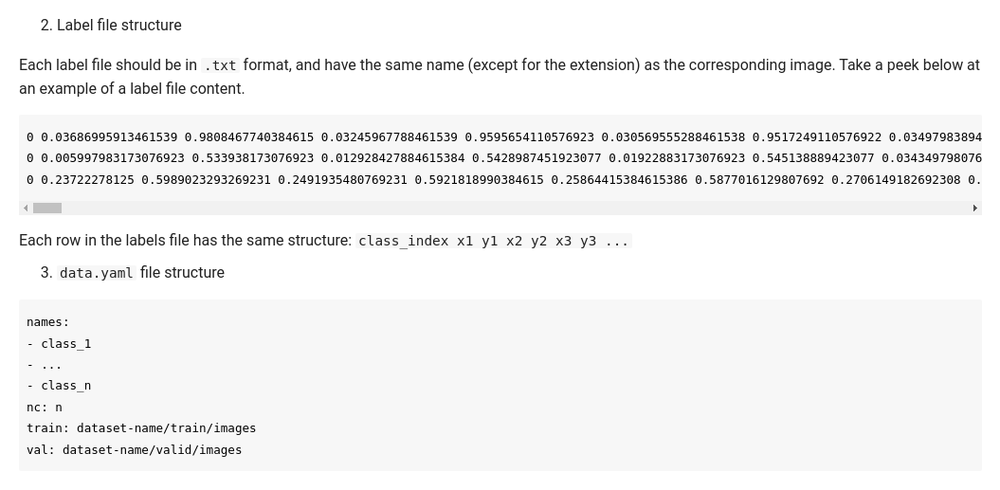 2. Label file structure
Each label file should be in .txt format, and have the same name (except for the extension) as the corresponding image. Take a peek below at
an example of a label file content.
0 0.03686995913461539 0.9808467740384615 0.03245967788461539 0.9595654110576923 0.030569555288461538 0.9517249110576922 0.03497983894
0 0.005997983173076923 0.533938173076923 0.012928427884615384 0.5428987451923077 0.01922883173076923 0.545138889423077 0.034349798076
0 0.23722278125 0.5989023293269231 0.2491935480769231 0.5921818990384615 0.25864415384615386 0.5877016129807692 0.2706149182692308 0.
Each row in the labels file has the same structure: class_index x1 y1 x2 y2 x3 y3 ...
3. data.yaml file structure
names:
- class_1
- ...
- class_n
nc: n
train: dataset-name/train/images
val: dataset-name/valid/images